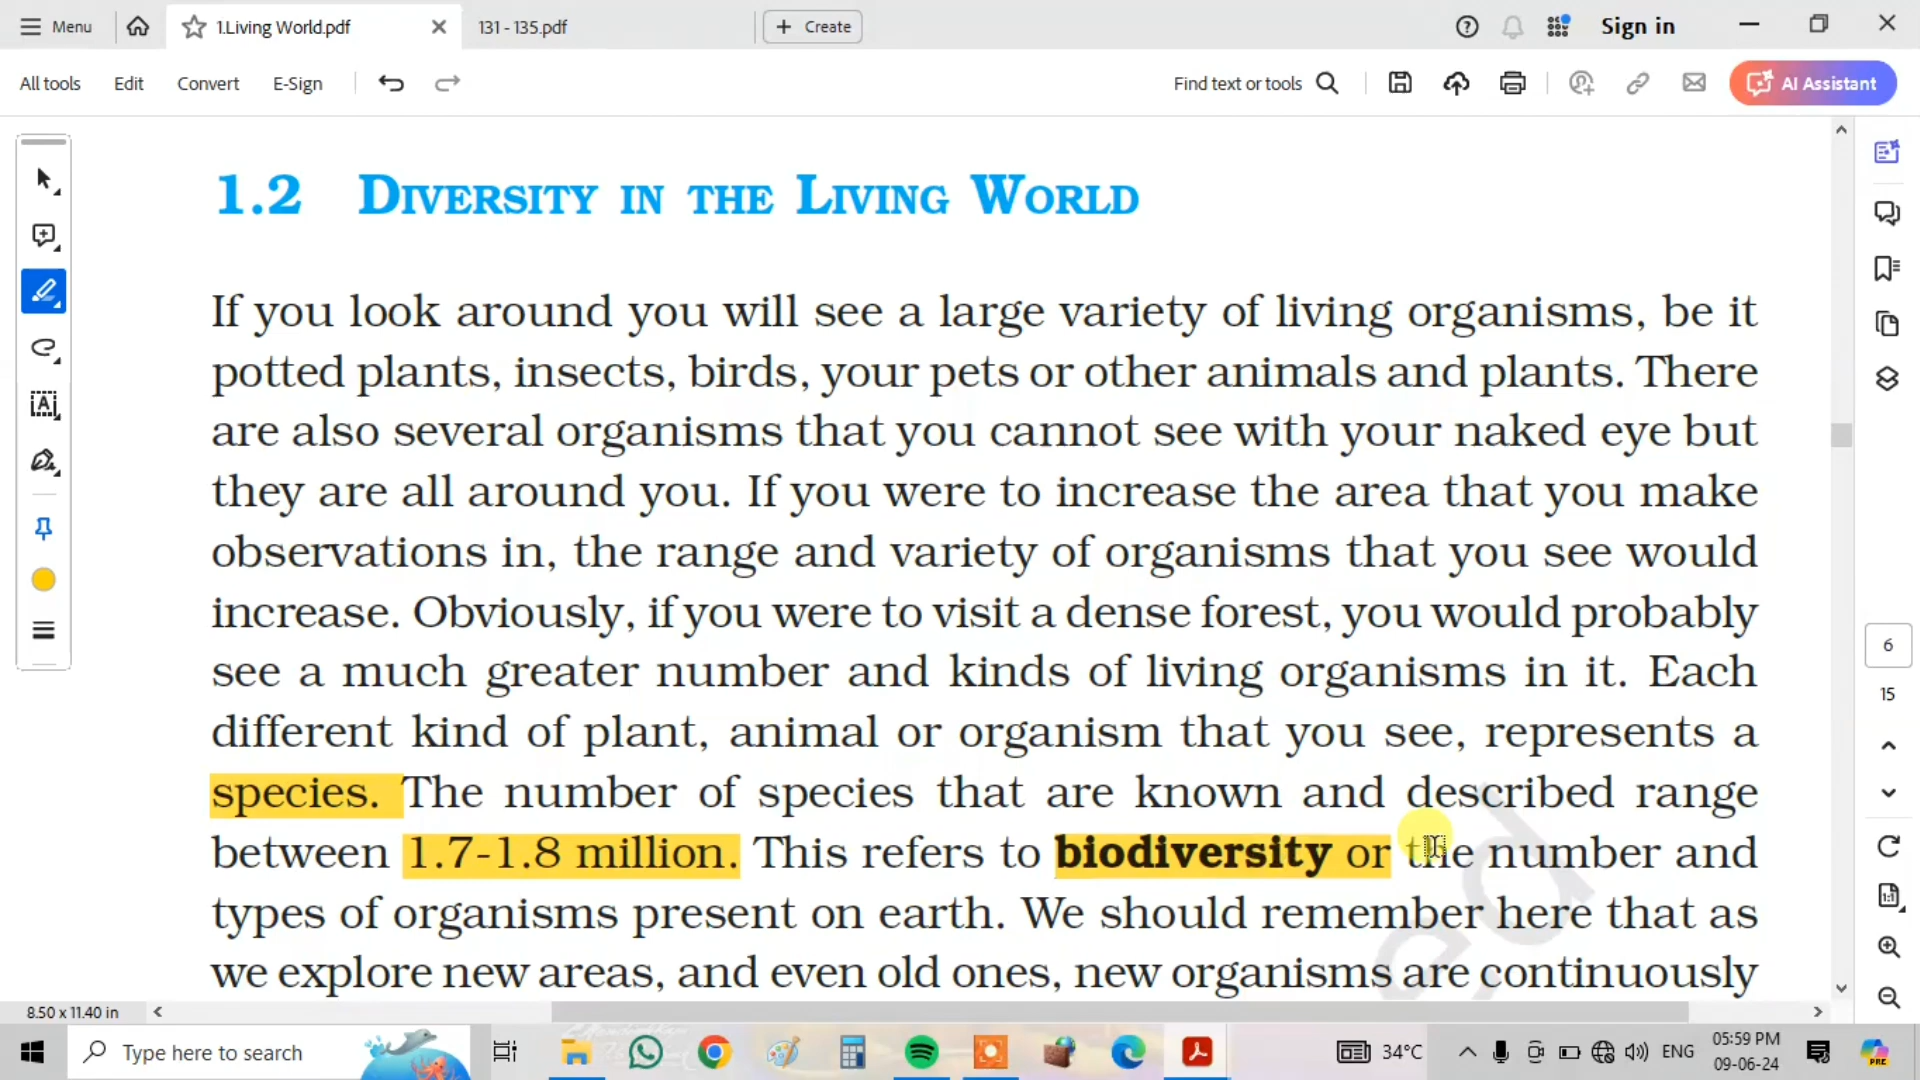 Menu
1.Living World.pdf
131 - 135.pdf
Create
Sign in
All tools
Edit
Convert
E-Sign
Find text or tools
AI Assistant
1.2 DIVERSITY IN THE LIVING WORLD
If you look around you will see a large variety of living organisms, be it
potted plants, insects, birds, your pets or other animals and plants. There
are also several organisms that you cannot see with your naked eye but
they are all around you. If you were to increase the area that you make
observations in, the range and variety of organisms that you see would
increase. Obviously, if you were to visit a dense forest, you would probably
see a much greater number and kinds of living organisms in it. Each
different kind of plant, animal or organism that you see, represents a
species. The number of species that are known and described range
between 1.7-1.8 million. This refers to biodiversity or the number and
types of organisms present on earth. We should remember here that as
we explore new areas, and even old ones, new organisms are continuously
ed
6
15
8.50 x 11.40 in
Type here to search
34°C
ENG
05:59 PM
09-06-24
PRE